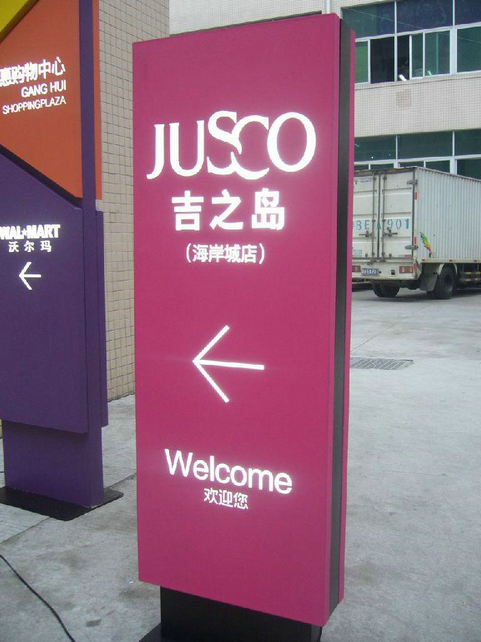 惠购物中心
GANG HUI
SHOPPINGPLAZA
WAL★MART
沃尔玛
JUSCO
吉之岛
(海岸城店)
Welcome
欢迎您